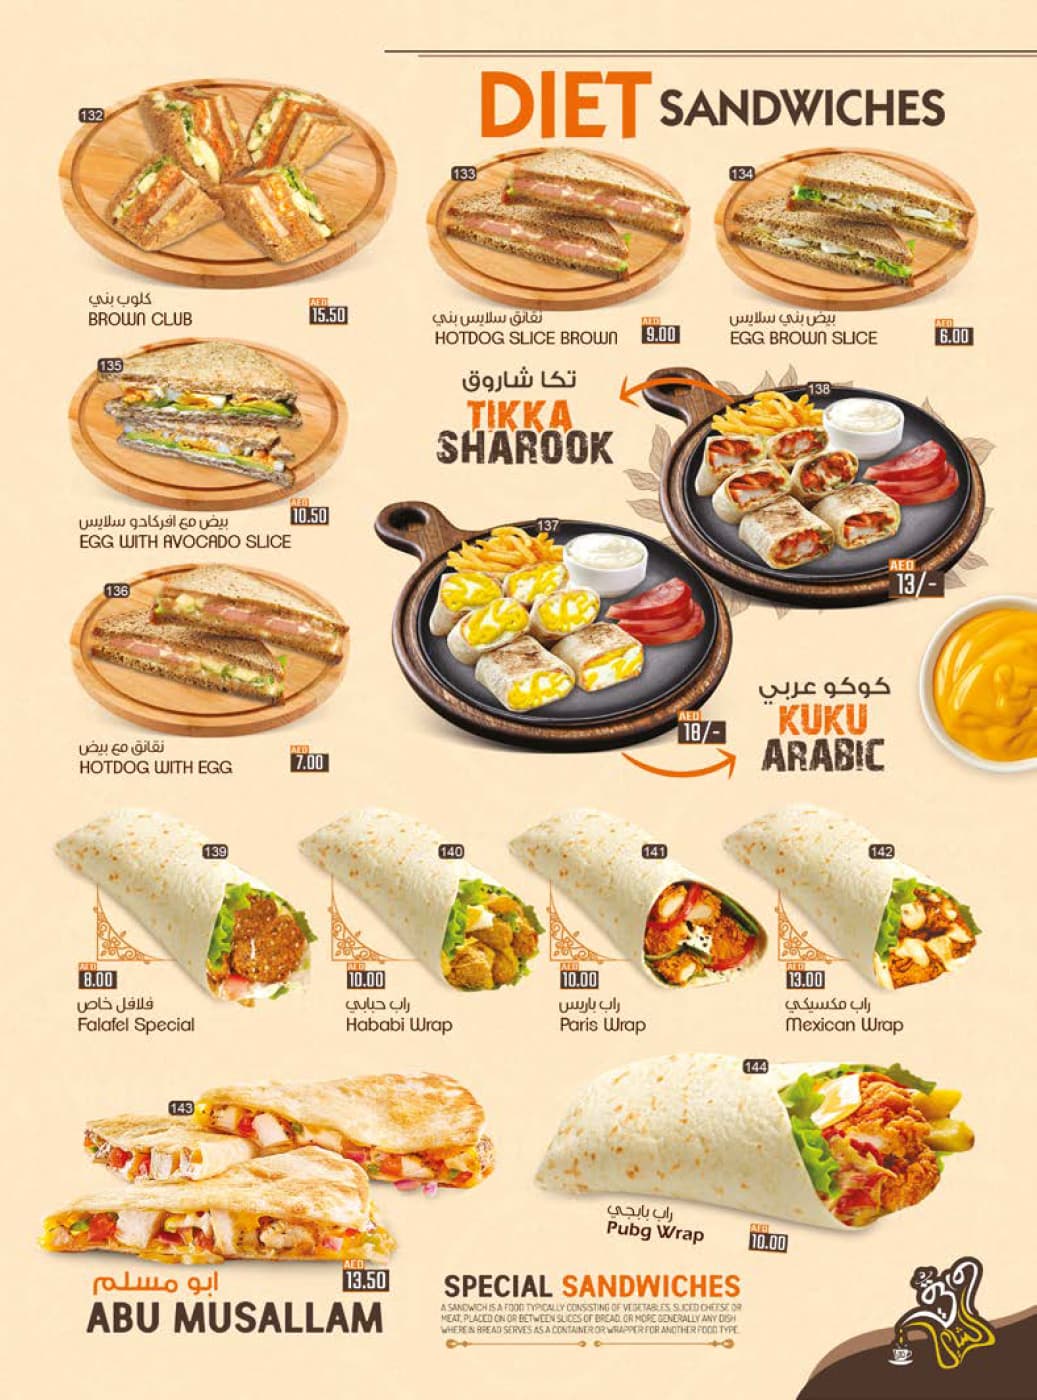 DIET SANDWICHES
132
كلوب بني
BROWN CLUB
AED
15.50
133
نقانق سلايس بني
HOTDOG SLICE BROWN
AED
9.00
134
بيض بني سلايس
EGG BROWN SLICE
AED
6.00
135
بيض مع افركادو سلايس
EGG WITH AVOCADO SLICE
AED
10.50
تكا شاروق
TIKKA
SHAROOK
138
AED
13/-
136
نقانق مع بيض
HOTDOG WITH EGG
AED
7.00
137
AED
18/-
كوكو عربي
KUKU
ARABIC
139
AED
8.00
فلافل خاص
Falafel Special
140
AED
10.00
راب حبابي
Hababi Wrap
141
AED
10.00
راب باريس
Paris Wrap
142
AED
13.00
راب مكسيكي
Mexican Wrap
143
AED
13.50
ابو مسلم
ABU MUSALLAM
144
راب بابجي
Pubg Wrap
AED
10.00
SPECIAL SANDWICHES
A SANDWICH IS A FOOD TYPICALLY CONSISTING OF VEGETABLES, SLICED CHEESE OR
MEAT, PLACED ON OR BETWEEN SLICES OF BREAD, OR MORE GENERALLY ANY DISH
WHEREIN BREAD SERVES AS A CONTAINER OR WRAPPER FOR ANOTHER FOOD TYPE.